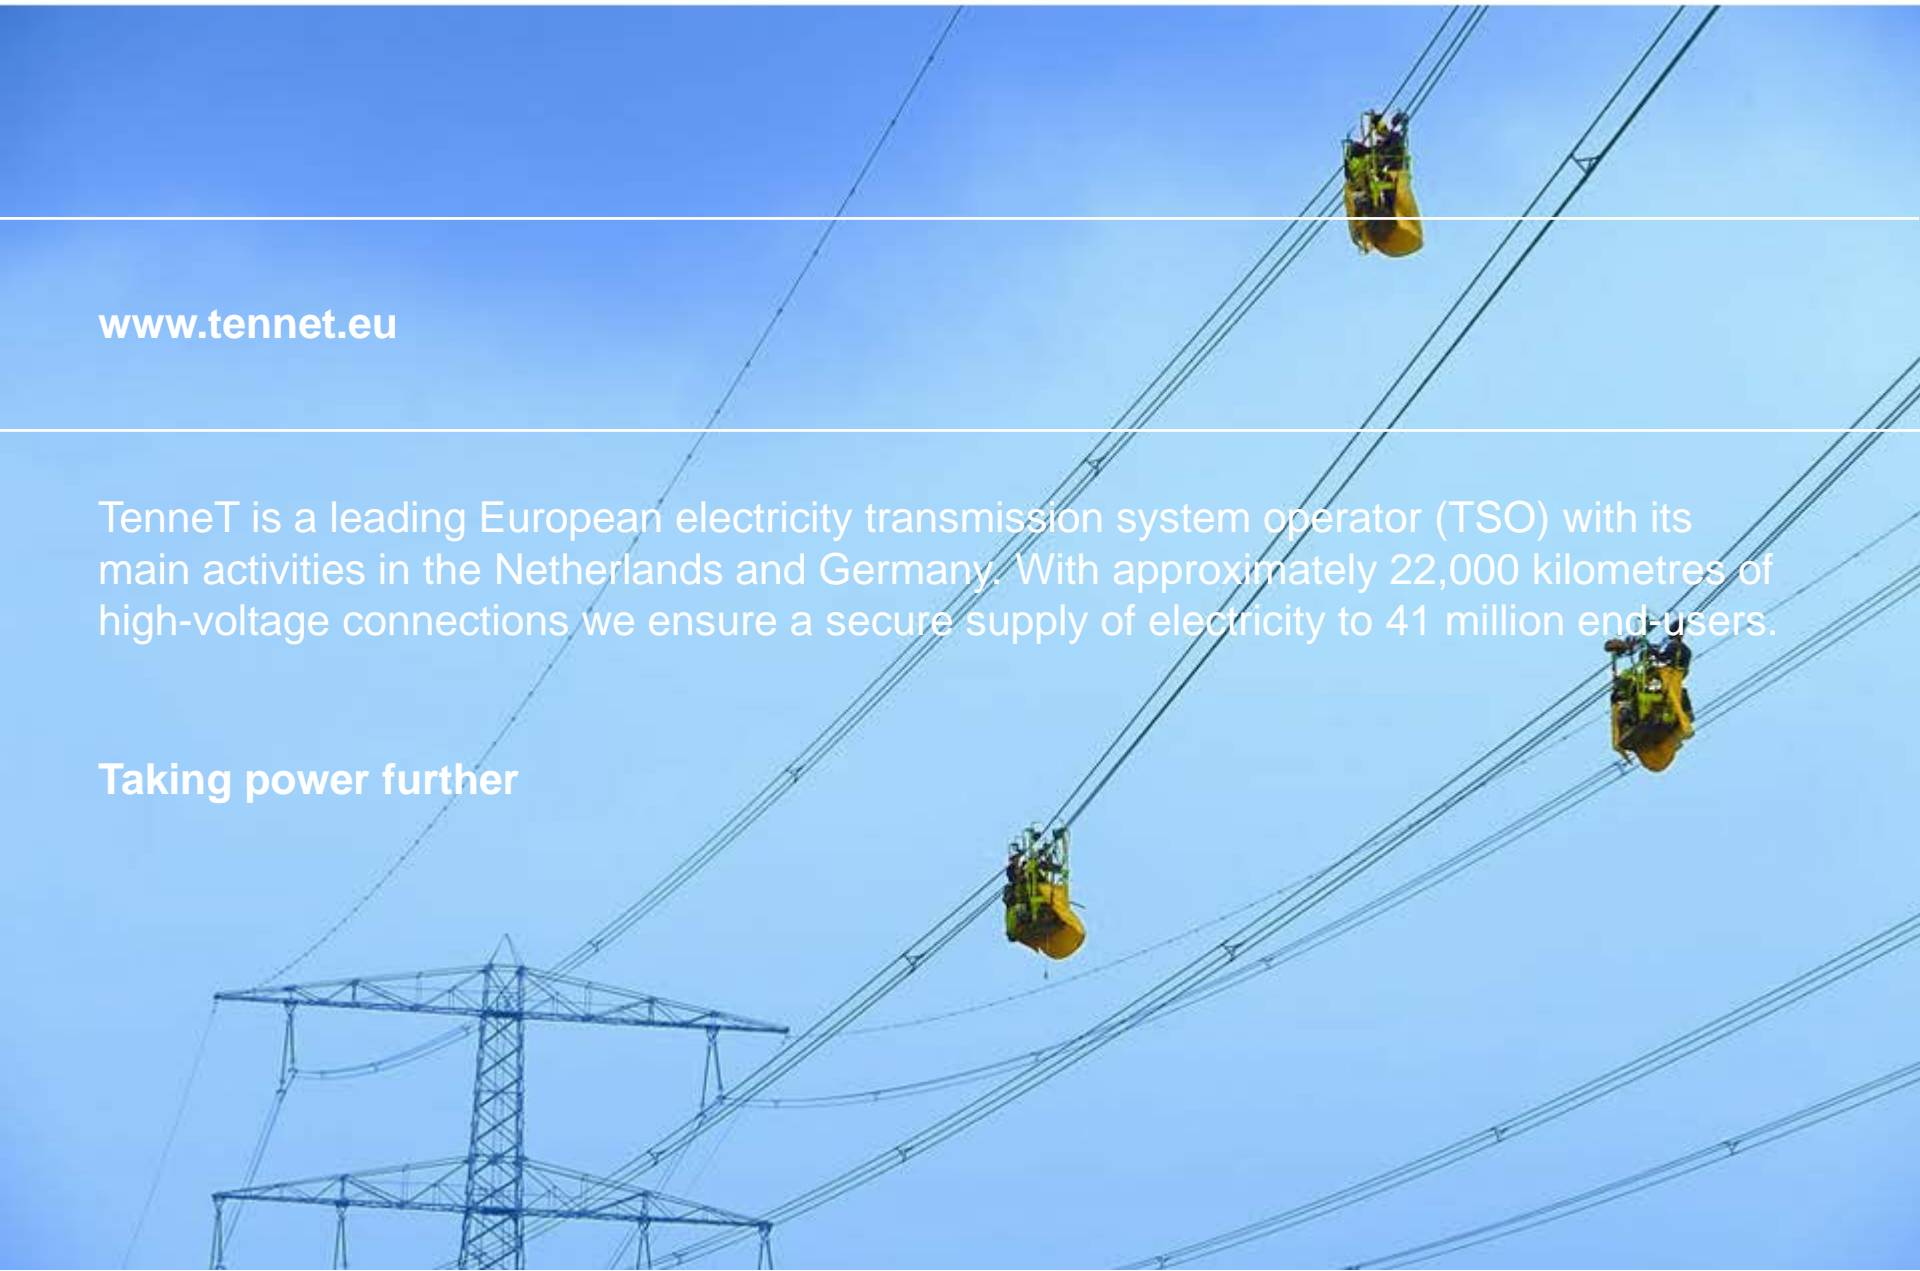 www.tennet.eu
TenneT is a leading European electricity transmission system operator (TSO) with its
main activities in the Netherlands and Germany. With approximately 22,000 kilometres of
high-voltage connections we ensure a secure supply of electricity to 41 million end-users.
Taking power further